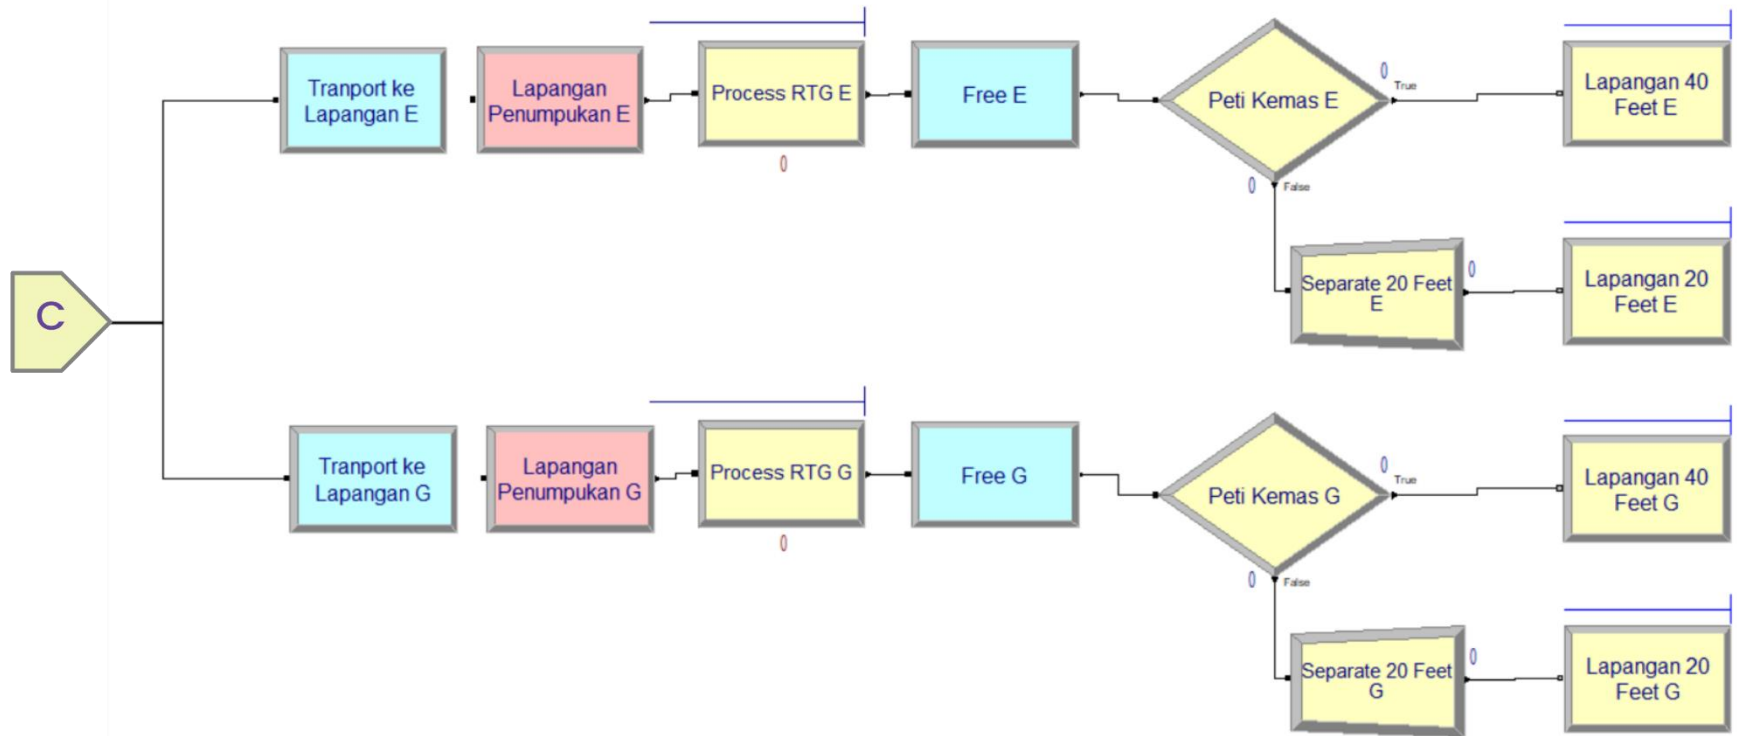 Tranport ke
Lapangan E
Lapangan
Penumpukan E
Process RTG E
0
Free E
Peti Kemas E
0
True
0
False
Lapangan 40
Feet E
Separate 20 Feet
E
0
Lapangan 20
Feet E
C
Tranport ke
Lapangan G
Lapangan
Penumpukan G
Process RTG G
0
Free G
Peti Kemas G
0
True
0
False
Lapangan 40
Feet G
Separate 20 Feet
G
0
Lapangan 20
Feet G